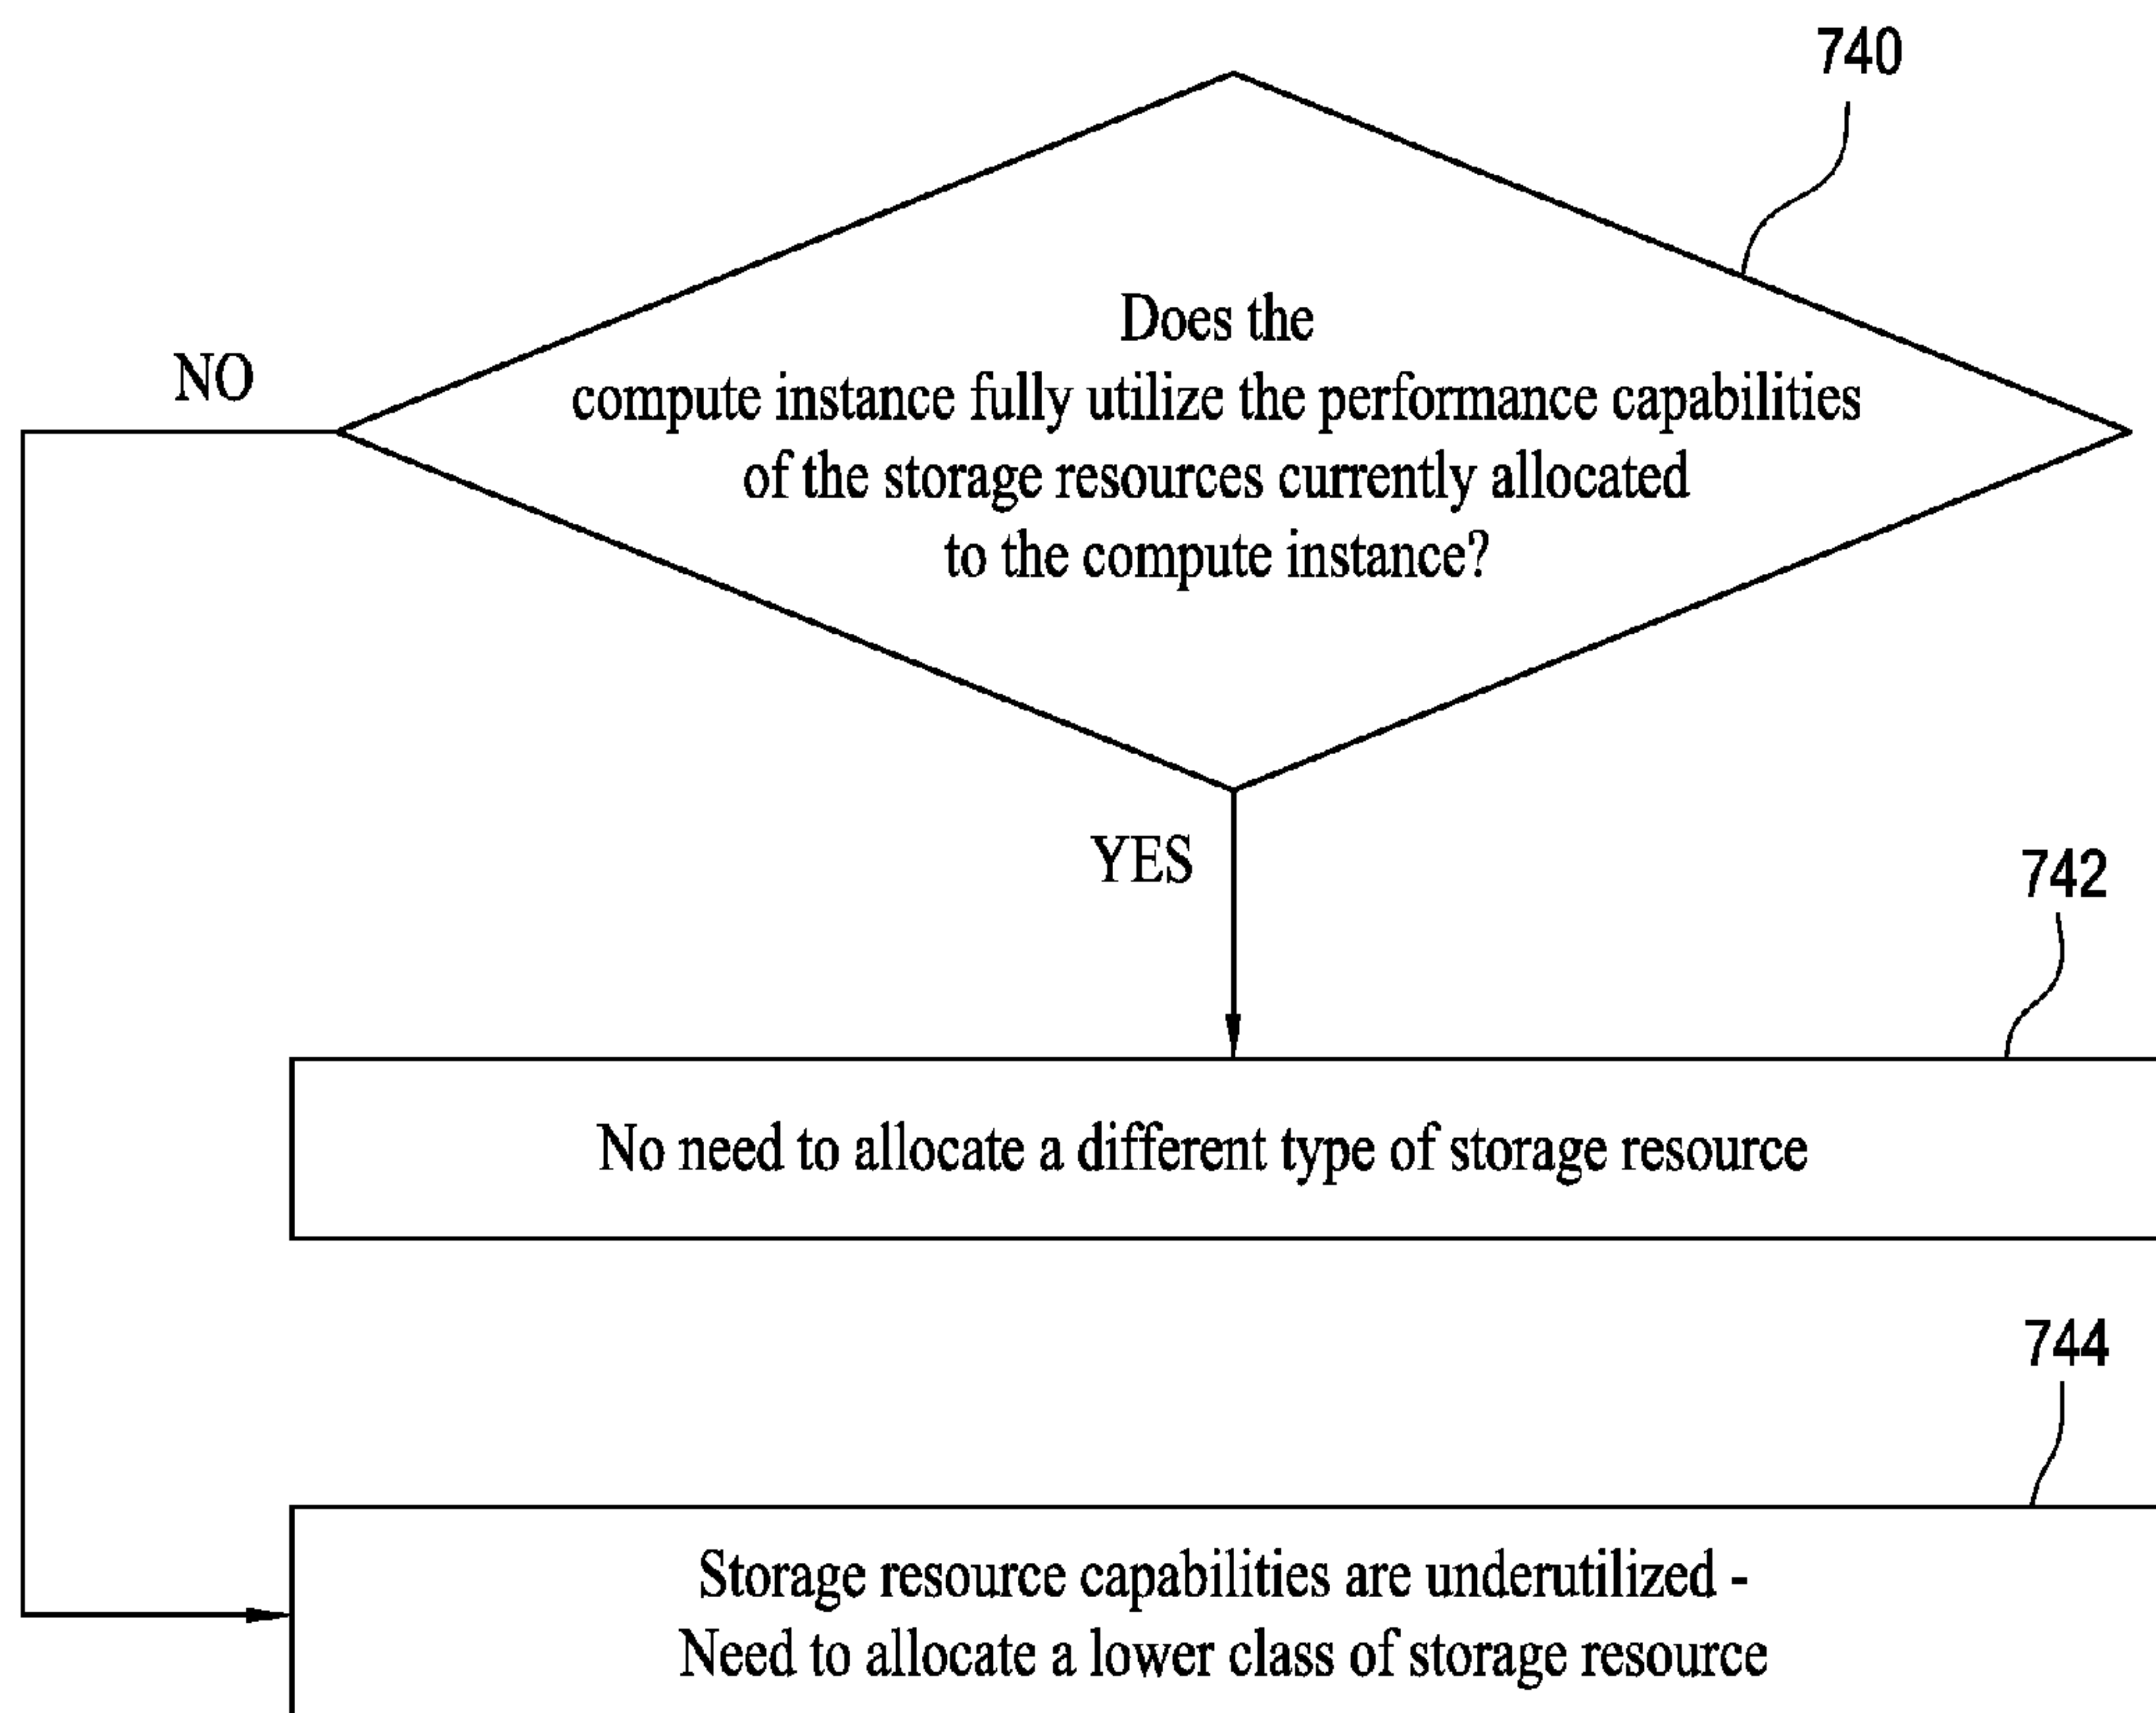 740
Does the
compute instance fully utilize the performance capabilities
of the storage resources currently allocated
to the compute instance?
NO
YES
742
No need to allocate a different type of storage resource
744
Storage resource capabilities are underutilized -
Need to allocate a lower class of storage resource